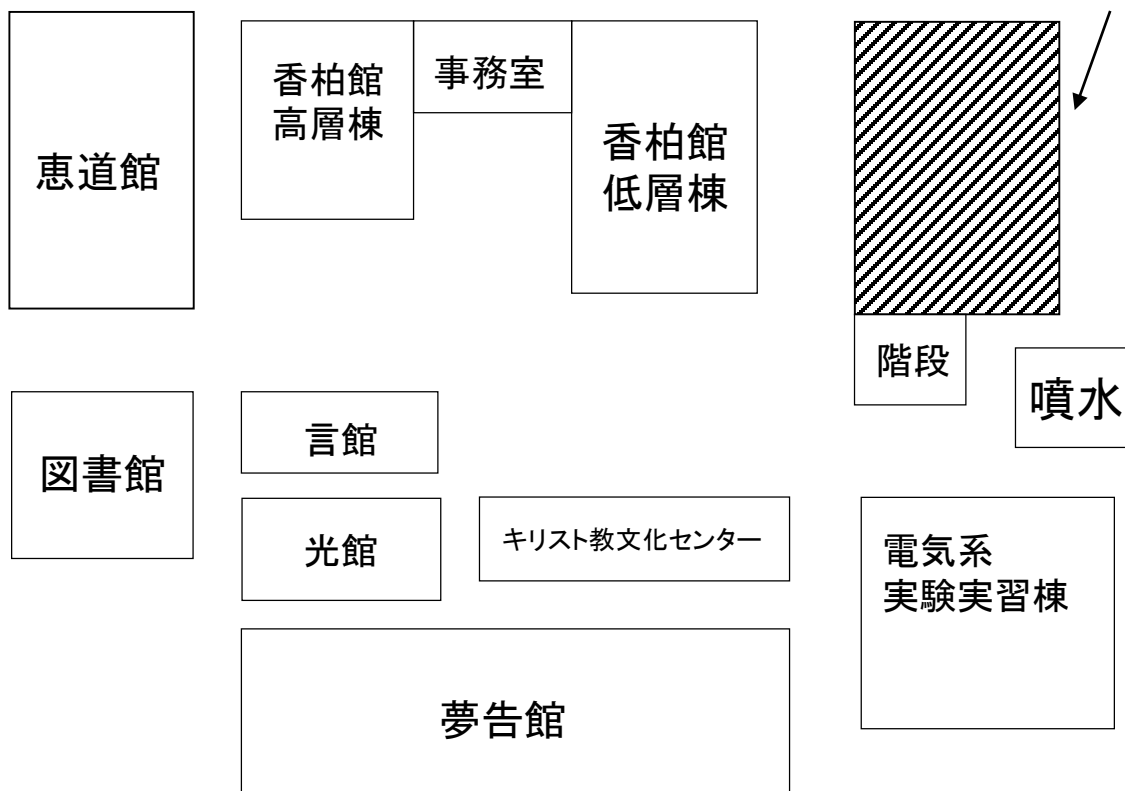 恵道館
香柏館
高層棟
事務室
香柏館
低層棟
階段
噴水
図書館
言館
光館
キリスト教文化センター
電気系
実験実習棟
夢告館